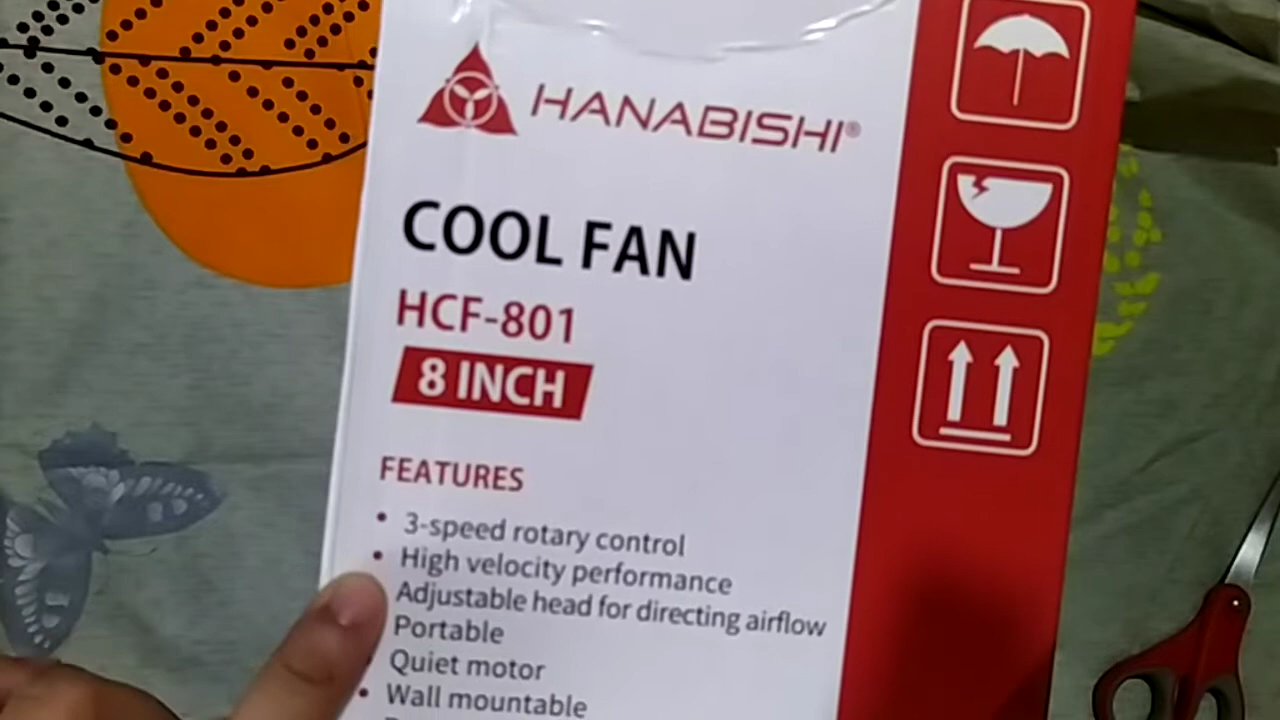 HANABISHI®
COOL FAN
HCF-801
8 INCH
FEATURES
• 3-speed rotary control
• High velocity performance
Adjustable head for directing airflow
Portable
• Quiet motor
• Wall mountable